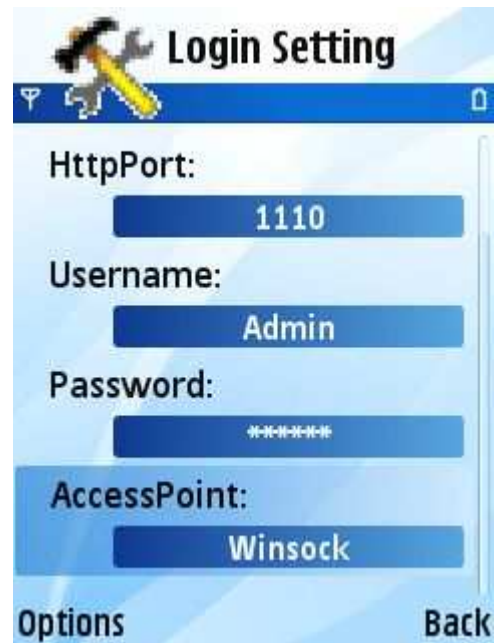 Login Setting
HttpPort:
1110
Username:
Admin
Password:
******
AccessPoint:
Winsock
Options Back